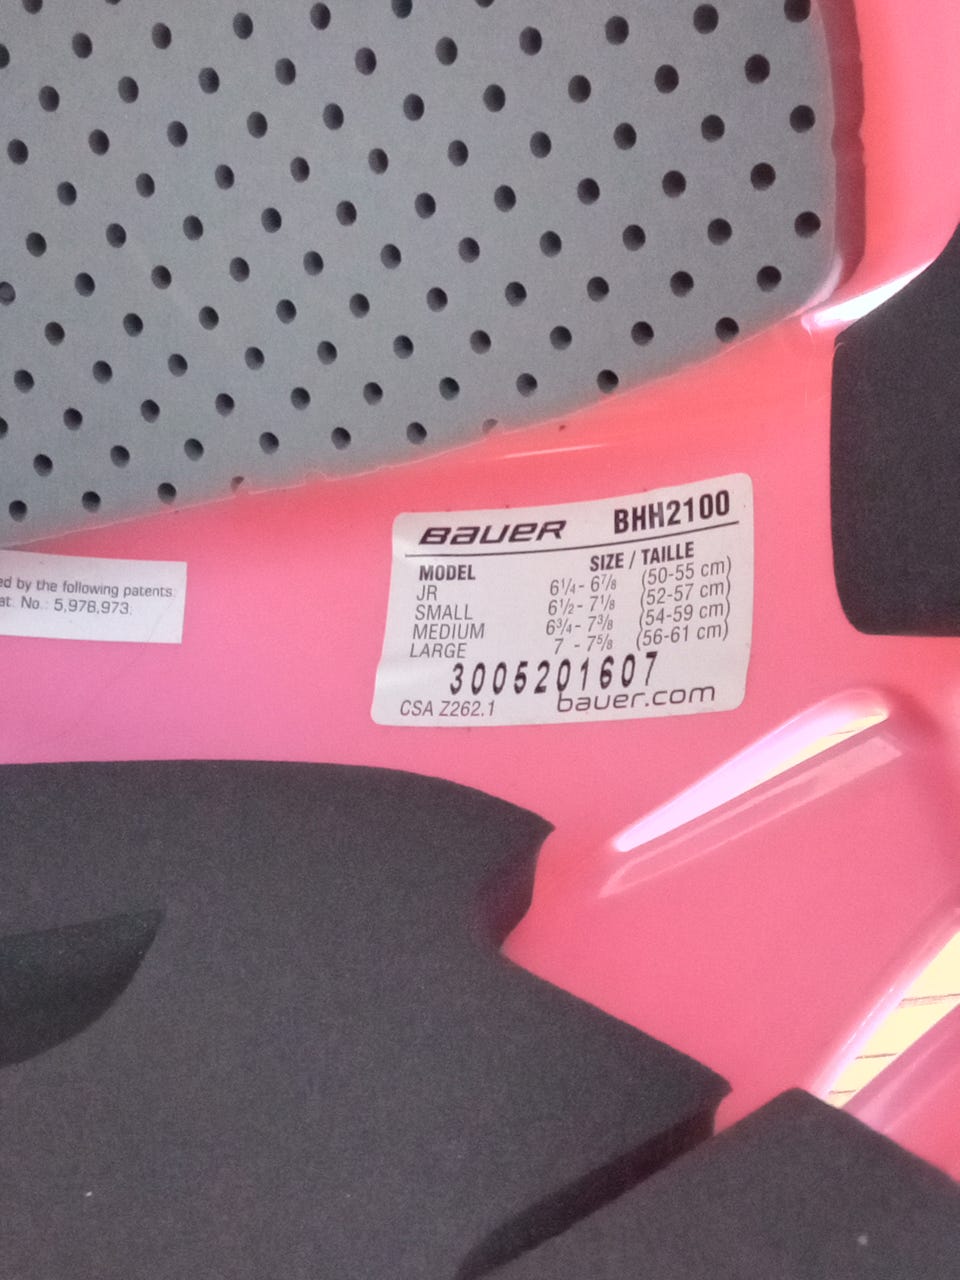 BAUER BHH2100
MODEL SIZE / TAILLE
JR 6¼ - 6⅞ (50-55 cm)
SMALL 6½ - 7⅛ (52-57 cm)
MEDIUM 6¾ - 7⅜ (54-59 cm)
LARGE 7 - 7⅝ (56-61 cm)
3005201607
CSA Z262.1 bauer.com
ed by the following patents:
at. No.: 5,978,973;